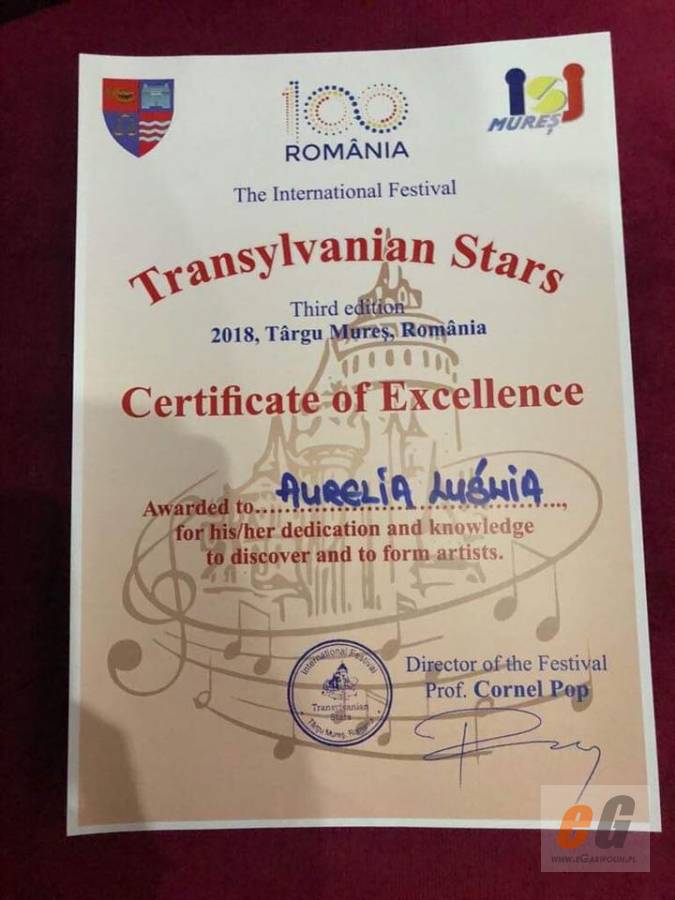 100
ROMÂNIA
ISJ
MUREȘ
The International Festival
Transylvanian Stars
Third edition
2018, Târgu Mureș, România
Certificate of Excellence
Awarded to.... AURELIA LUŚNIA ...,
for his/her dedication and knowledge
to discover and to form artists.
International Festival
Transylvanian
Stars
Târgu Mureș, România
Director of the Festival
Prof. Cornel Pop
eG
www.eGarwolin.pl